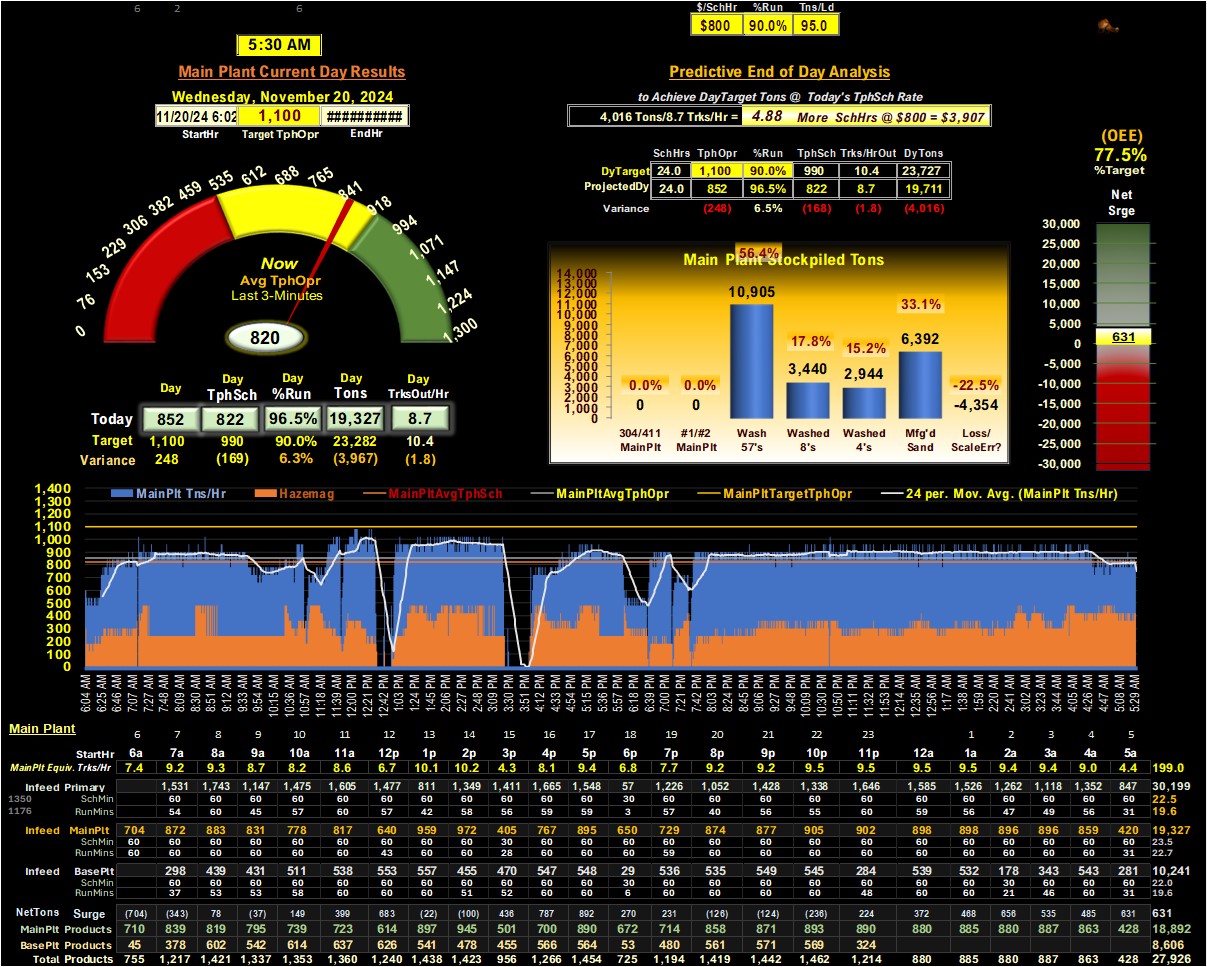 6 2 6
$/SchHr %Run Tns/Ld
$800 90.0% 95.0
5:30 AM
Main Plant Current Day Results
Wednesday, November 20, 2024
11/20/24 6:02 1,100 ##########
StartHr Target TphOpr EndHr
Predictive End of Day Analysis
to Achieve DayTarget Tons @ Today's TphSch Rate
4,016 Tons/8.7 Trks/Hr = 4.88 More SchHrs @ $800 = $3,907
SchHrs TphOpr %Run TphSch Trks/HrOut DyTons
DyTarget 24.0 1,100 90.0% 990 10.4 23,727
ProjectedDy 24.0 852 96.5% 822 8.7 19,711
Variance (248) 6.5% (168) (1.8) (4,016)
(OEE)
77.5%
%Target
Net
Srge
30,000
25,000
20,000
15,000
10,000
5,000
0
-5,000
-10,000
-15,000
-20,000
-25,000
-30,000
631
0 76 153 229 306 382 459 535 612 688 765 841 918 994 1,071 1,147 1,224 1,300
Now
Avg TphOpr
Last 3-Minutes
820
Day Day TphSch Day %Run Day Tons Day TrksOut/Hr
Today 852 822 96.5% 19,327 8.7
Target 1,100 990 90.0% 23,282 10.4
Variance 248 (169) 6.3% (3,967) (1.8)
Main Plant Stockpiled Tons
14,000
13,000
12,000
11,000
10,000
9,000
8,000
7,000
6,000
5,000
4,000
3,000
2,000
1,000
0
0.0% 0.0% 56.4% 17.8% 15.2% 33.1% -22.5%
0 0 10,905 3,440 2,944 6,392 -4,354
304/411 #1/#2 Wash Washed Washed Mfg'd Loss/
MainPlt MainPlt 57's 8's 4's Sand ScaleErr?
MainPlt Tns/Hr Hazemag MainPltAvgTphSch MainPltAvgTphOpr MainPltTargetTphOpr 24 per. Mov. Avg. (MainPlt Tns/Hr)
1,400
1,300
1,200
1,100
1,000
900
800
700
600
500
400
300
200
100
0
6:04 AM 6:25 AM 6:46 AM 7:07 AM 7:27 AM 7:48 AM 8:09 AM 8:30 AM 8:51 AM 9:12 AM 9:33 AM 9:54 AM 10:15 AM 10:36 AM 10:57 AM 11:18 AM 11:39 AM 12:00 PM 12:21 PM 12:42 PM 1:03 PM 1:24 PM 1:45 PM 2:06 PM 2:27 PM 2:48 PM 3:09 PM 3:30 PM 3:51 PM 4:12 PM 4:33 PM 4:54 PM 5:15 PM 5:36 PM 5:57 PM 6:18 PM 6:39 PM 7:00 PM 7:21 PM 7:42 PM 8:03 PM 8:24 PM 8:45 PM 9:06 PM 9:27 PM 9:48 PM 10:09 PM 10:30 PM 10:50 PM 11:11 PM 11:32 PM 11:53 PM 12:14 AM 12:35 AM 12:56 AM 1:17 AM 1:38 AM 1:59 AM 2:20 AM 2:41 AM 3:02 AM 3:23 AM 3:44 AM 4:05 AM 4:26 AM 4:47 AM 5:08 AM 5:29 AM
Main Plant
6 7 8 9 10 11 12 13 14 15 16 17 18 19 20 21 22 23 1 2 3 4 5
StartHr 6a 7a 8a 9a 10a 11a 12p 1p 2p 3p 4p 5p 6p 7p 8p 9p 10p 11p 12a 1a 2a 3a 4a 5a
MainPlt Equiv. Trks/Hr 7.4 9.2 9.3 8.7 8.2 8.6 6.7 10.1 10.2 4.3 8.1 9.4 6.8 7.7 9.2 9.2 9.5 9.5 9.5 9.5 9.4 9.4 9.0 4.4 199.0
Infeed Primary 1,531 1,743 1,147 1,475 1,605 1,477 811 1,349 1,411 1,665 1,548 57 1,226 1,052 1,428 1,338 1,646 1,585 1,526 1,262 1,118 1,352 847 30,199
1350 SchMin 60 60 60 60 60 60 60 60 60 60 60 30 60 60 60 60 60 60 60 60 60 60 31 22.5
1176 RunMins 54 60 45 57 60 57 42 58 56 59 59 3 57 40 56 55 60 59 56 47 49 56 31 19.6
Infeed MainPlt 704 872 883 831 778 817 640 959 972 405 767 895 650 729 874 877 905 902 898 898 896 896 859 420 19,327
SchMin 60 60 60 60 60 60 60 60 60 30 60 60 60 60 60 60 60 60 60 60 60 60 60 31 23.5
RunMins 60 60 60 60 60 60 43 60 60 28 60 60 60 59 60 60 60 60 60 60 60 60 60 31 22.7
Infeed BasePlt 298 439 431 511 538 553 557 455 470 547 548 29 536 535 549 545 284 539 532 178 343 543 281 10,241
SchMin 60 60 60 60 60 60 60 60 60 60 60 30 60 60 60 60 60 60 60 30 60 60 31 22.0
RunMins 37 53 53 58 60 60 60 51 52 60 60 6 60 60 60 60 48 60 60 21 46 60 31 19.6
NetTons Surge (704) (343) 78 (37) 149 399 683 (22) (100) 436 787 892 270 231 (126) (124) (236) 224 372 468 656 535 485 631 631
MainPlt Products 710 839 819 795 739 723 614 897 945 501 700 890 672 714 858 871 893 890 880 885 880 887 863 428 18,892
BasePlt Products 45 378 602 542 614 637 626 541 478 455 566 564 53 480 561 571 569 324 8,606
Total Products 755 1,217 1,421 1,337 1,353 1,360 1,240 1,438 1,423 956 1,266 1,454 725 1,194 1,419 1,442 1,462 1,214 880 885 880 887 863 428 27,926